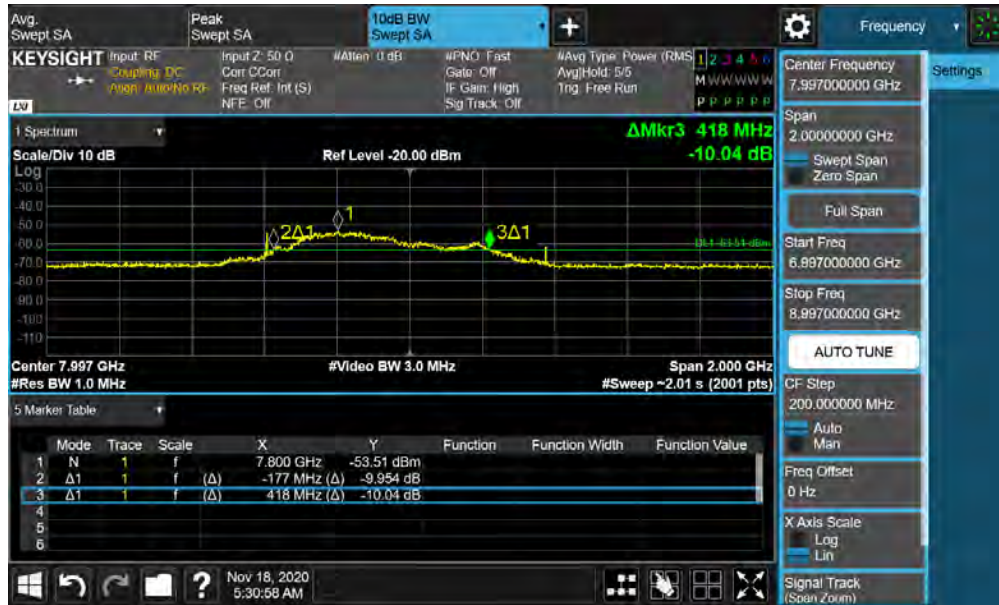 Avg.
Swept SA
Peak
Swept SA
10dB BW
Swept SA
+
Frequency
KEYSIGHT
Input: RF
Coupling: DC
Align: Auto/No RF
Input Z: 50 Ω
Corr CCorr
Freq Ref: Int (S)
NFE: Off
#Atten: 0 dB
#PNO: Fast
Gate: Off
IF Gain: High
Sig Track: Off
#Avg Type: Power (RMS
Avg|Hold: 5/5
Trig: Free Run
1 2 3 4 5 6
M W W W W W
P P P P P P
LXI
Center Frequency
7.997000000 GHz
Settings
1 Spectrum
Scale/Div 10 dB
Ref Level -20.00 dBm
ΔMkr3 418 MHz
-10.04 dB
Log
-30.0
-40.0
-50.0
-60.0
-70.0
-80.0
-90.0
-100
-110
1
2Δ1
3Δ1
DL1 -63.51 dBm
Center 7.997 GHz
#Video BW 3.0 MHz
Span 2.000 GHz
#Res BW 1.0 MHz
#Sweep ~2.01 s (2001 pts)
Span
2.00000000 GHz
Swept Span
Zero Span
Full Span
Start Freq
6.997000000 GHz
Stop Freq
8.997000000 GHz
AUTO TUNE
CF Step
200.000000 MHz
Auto
Man
Freq Offset
0 Hz
X Axis Scale
Log
Lin
Signal Track
(Span Zoom)
5 Marker Table
Mode Trace Scale X Y Function Function Width Function Value
1 N 1 f 7.800 GHz -53.51 dBm
2 Δ1 1 f (Δ) -177 MHz (Δ) -9.954 dB
3 Δ1 1 f (Δ) 418 MHz (Δ) -10.04 dB
4
5
6
?
Nov 18, 2020
5:30:58 AM